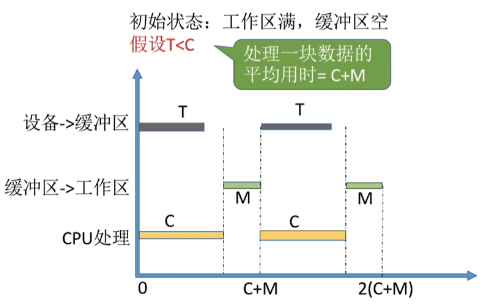 初始状态：工作区满，缓冲区空
假设T<C
处理一块数据的
平均用时= C+M
设备->缓冲区
T
T
缓冲区->工作区
M
M
CPU处理
C
C
0
C+M
2(C+M)